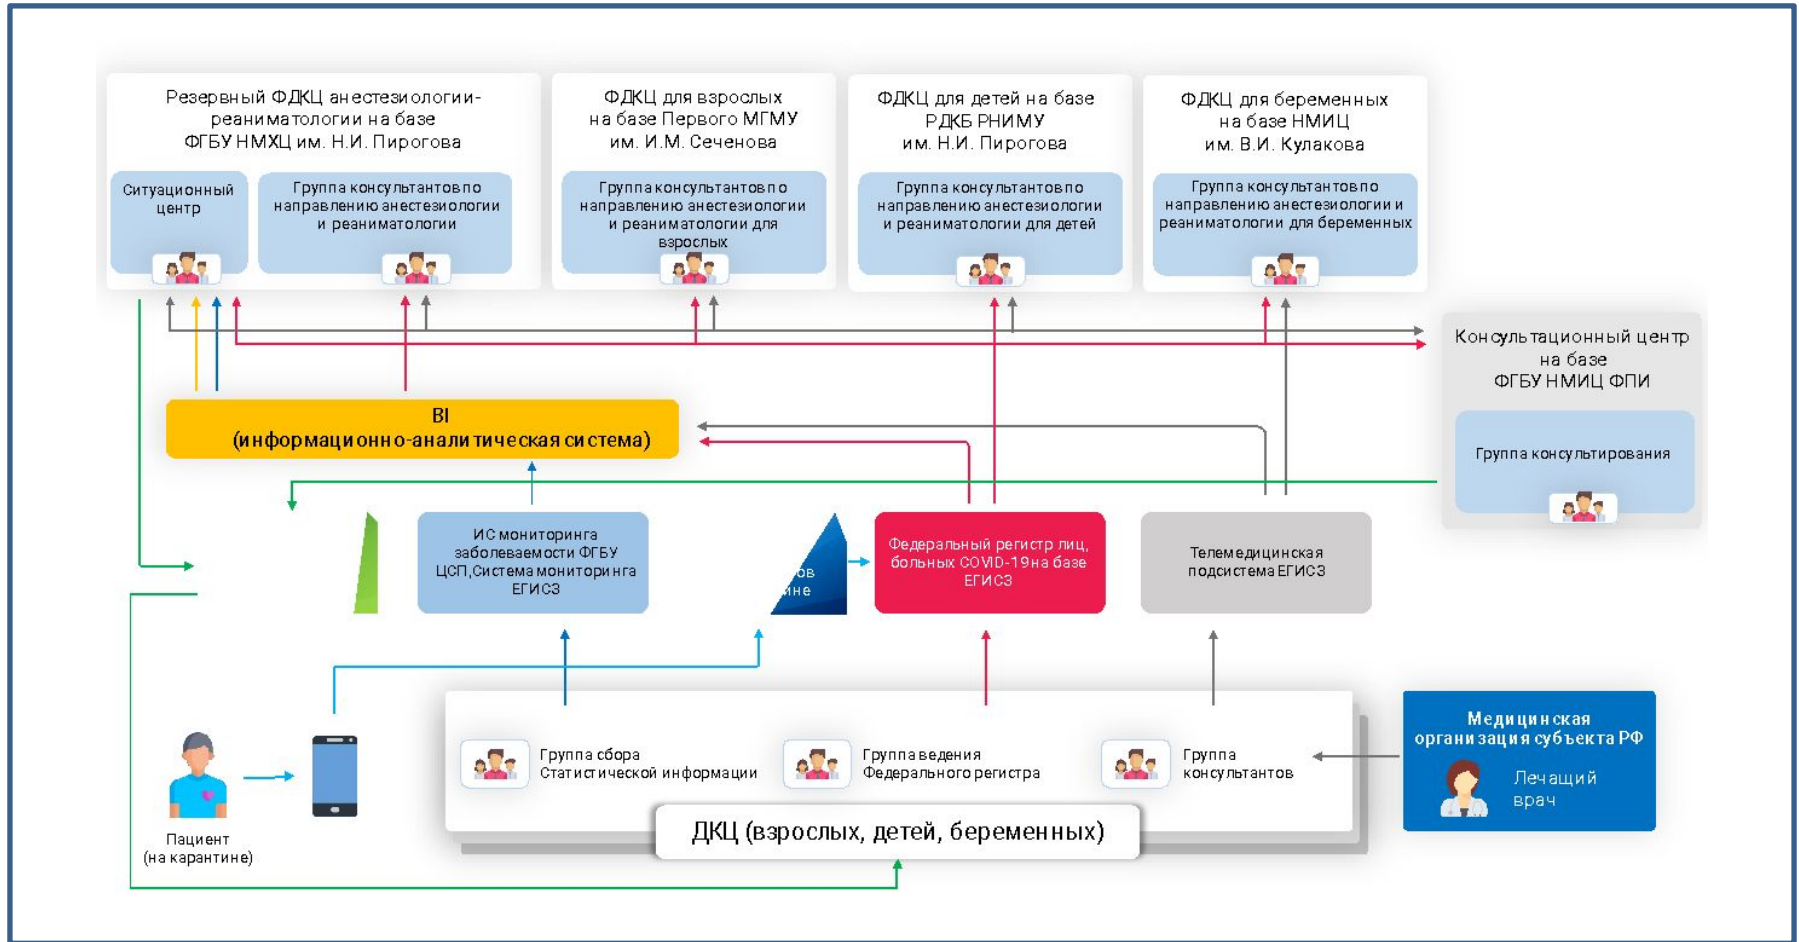 Резервный ФДКЦ анестезиологии-
реаниматологии на базе
ФГБУ НМХЦ им. Н.И. Пирогова
Ситуационный
центр
Группа консультантов по
направлению анестезиологии
и реаниматологии
ФДКЦ для взрослых
на базе Первого МГМУ
им. И.М. Сеченова
Группа консультантов по
направлению анестезиологии
и реаниматологии для
взрослых
ФДКЦ для детей на базе
РДКБ РНИМУ
им. Н.И. Пирогова
Группа консультантов по
направлению анестезиологии
и реаниматологии для детей
ФДКЦ для беременных
на базе НМИЦ
им. В.И. Кулакова
Группа консультантов по
направлению анестезиологии и
реаниматологии для беременных
Консультационный центр
на базе
ФГБУ НМИЦ ФПИ
Группа консультирования
BI
(информационно-аналитическая система)
ИС мониторинга
заболеваемости ФГБУ
ЦСП,Система мониторинга
ЕГИСЗ
ов
ине
Федеральный регистр лиц,
больных COVID-19 на базе
ЕГИСЗ
Телемедицинская
подсистема ЕГИСЗ
Пациент
(на карантине)
Группа сбора
Статистической информации
Группа ведения
Федерального регистра
Группа
консультантов
ДКЦ (взрослых, детей, беременных)
Медицинская
организация субъекта РФ
Лечащий
врач